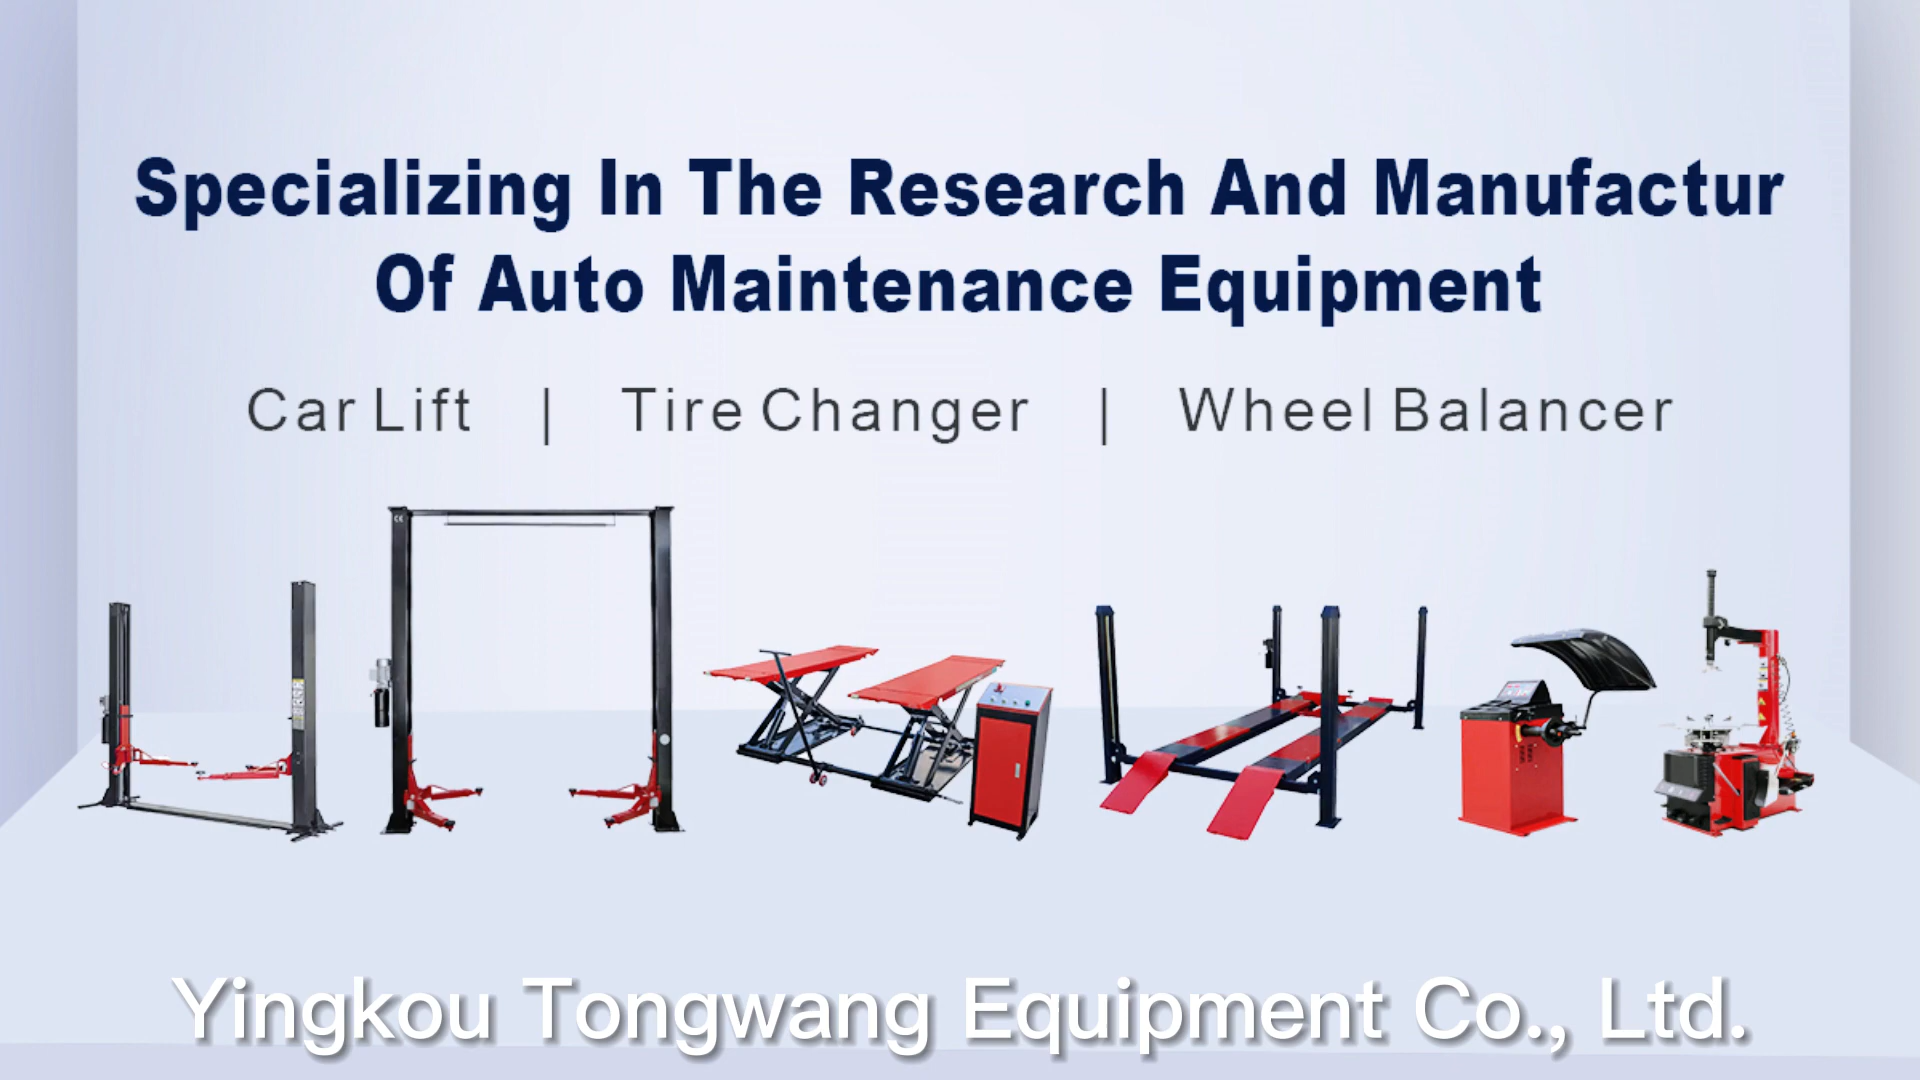 Specializing In The Research And Manufactur
Of Auto Maintenance Equipment
Car Lift | Tire Changer | Wheel Balancer
CE
Yingkou Tongwang Equipment Co., Ltd.